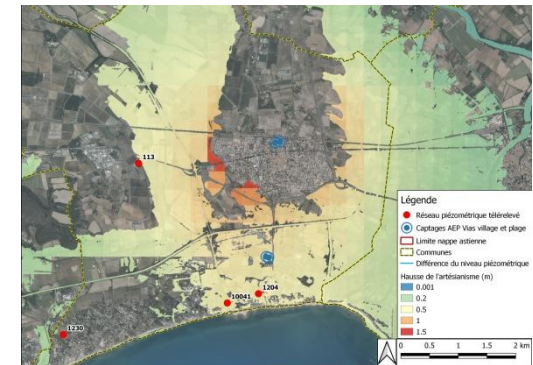 113
1204
10041
1230
Légende
Réseau piézométrique télérelevé
Captages AEP Vias village et plage
Limite nappe astienne
Communes
Différence du niveau piézométrique
Hausse de l'artésianisme (m)
0.001
0.2
0.5
1
1.5
0 0.5 1 1.5 2 km